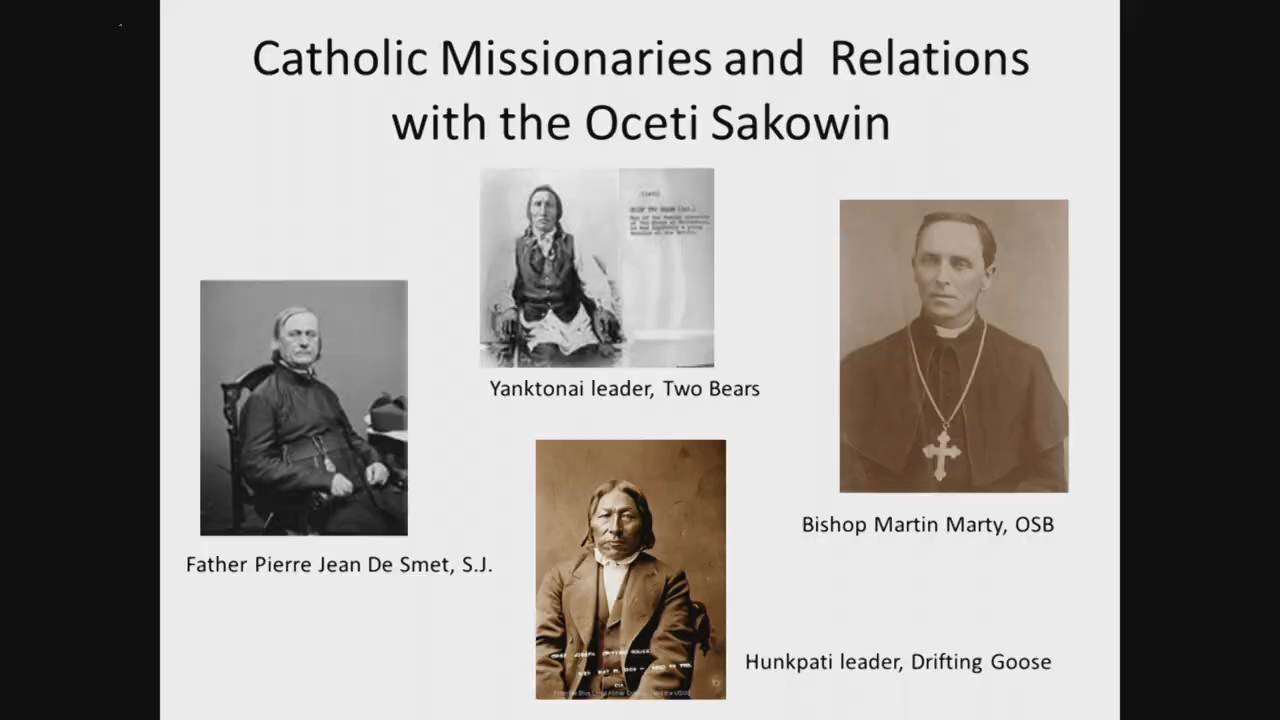 Catholic Missionaries and Relations
with the Oceti Sakowin
Yanktonai leader, Two Bears
Father Pierre Jean De Smet, S.J.
Bishop Martin Marty, OSB
Hunkpati leader, Drifting Goose